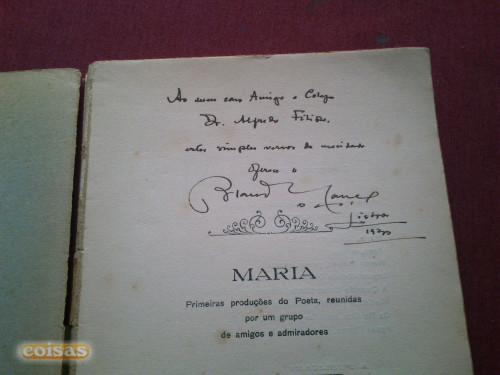 Ao meu caro Amigo e Colega
Dr. Alfredo
estes simples versos da mocidade
oferece o
Lisboa
MARIA
Primeiras produções do Poeta, reunidas
por um grupo
de amigos e admiradores
coisas